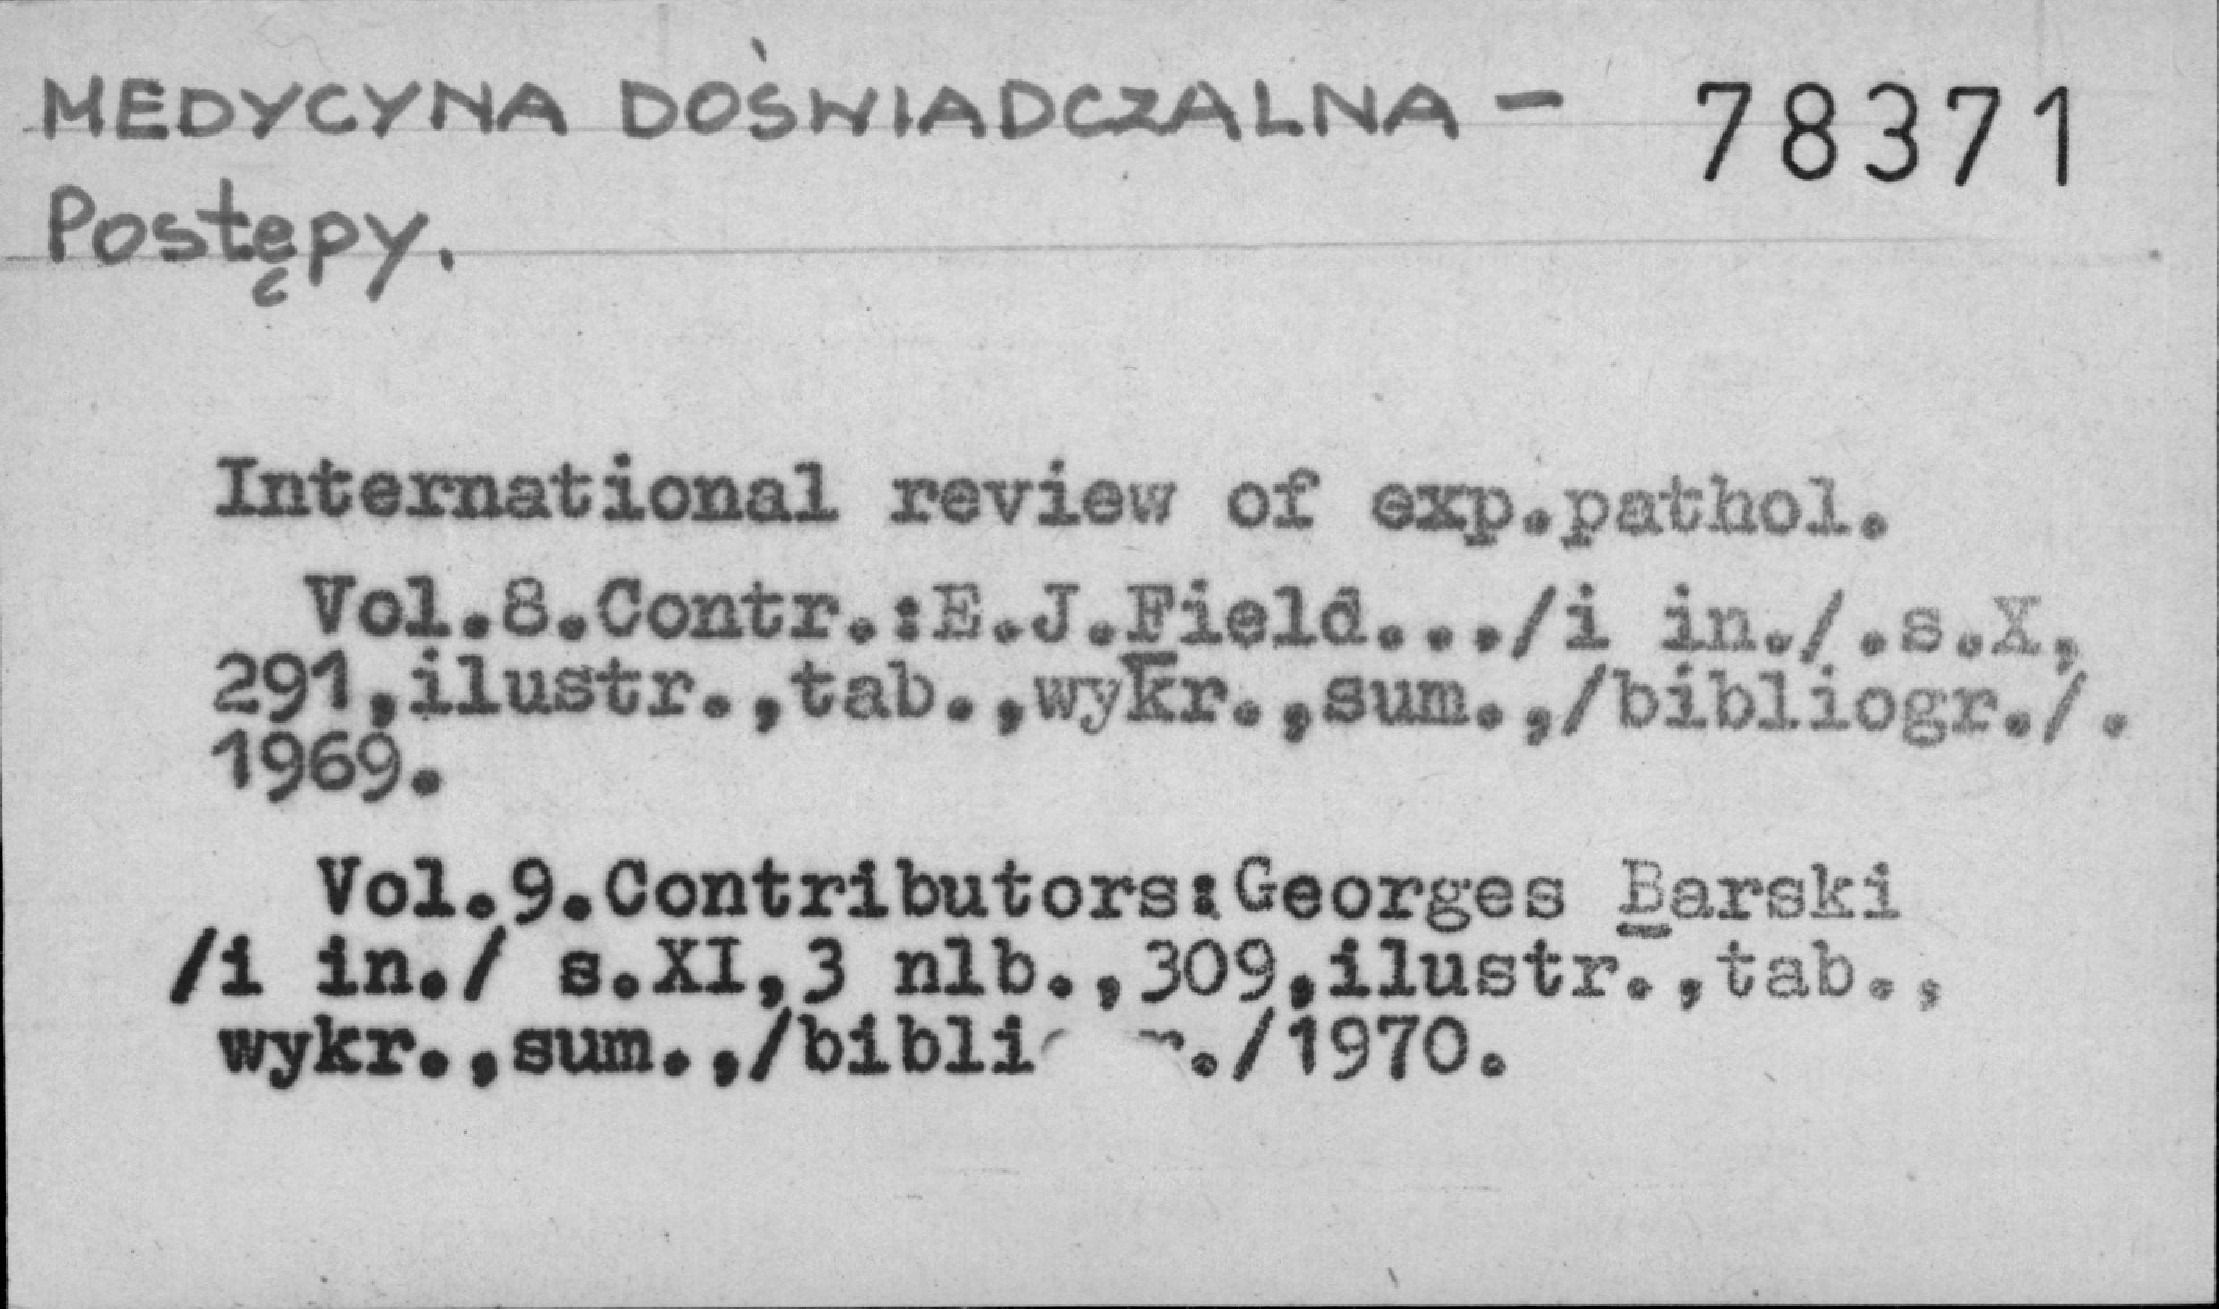 MEDYCYNA DOŚWIADCZALNA - 78371
Postępy.
International review of exp.pathol.
Vol.8.Contr.:E.J.Field.../i in./.s.X,
291,ilustr.,tab.,wykr.,sum.,/bibliogr./.
1969.
Vol.9.Contributors:Georges Barski
/i in./ s.XI,3 nlb.,309,ilustr.,tab.,
wykr.,sum.,/bibli r./1970.